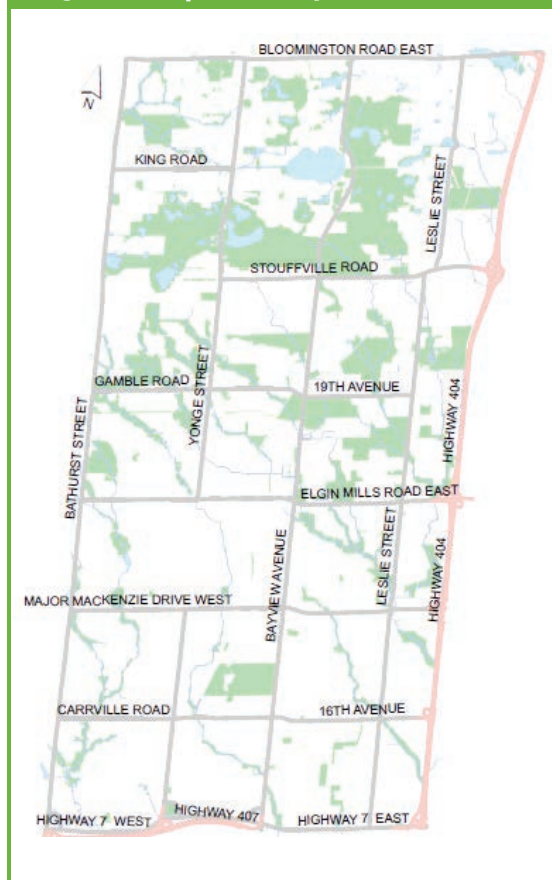 BLOOMINGTON ROAD EAST
N
KING ROAD
LESLIE STREET
STOUFFVILLE ROAD
GAMBLE ROAD
YONGE STREET
19TH AVENUE
HIGHWAY 404
BATHURST STREET
ELGIN MILLS ROAD EAST
BAYVIEW AVENUE
LESLIE STREET
HIGHWAY 404
MAJOR MACKENZIE DRIVE WEST
CARRVILLE ROAD
16TH AVENUE
HIGHWAY 7 WEST
HIGHWAY 407
HIGHWAY 7 EAST